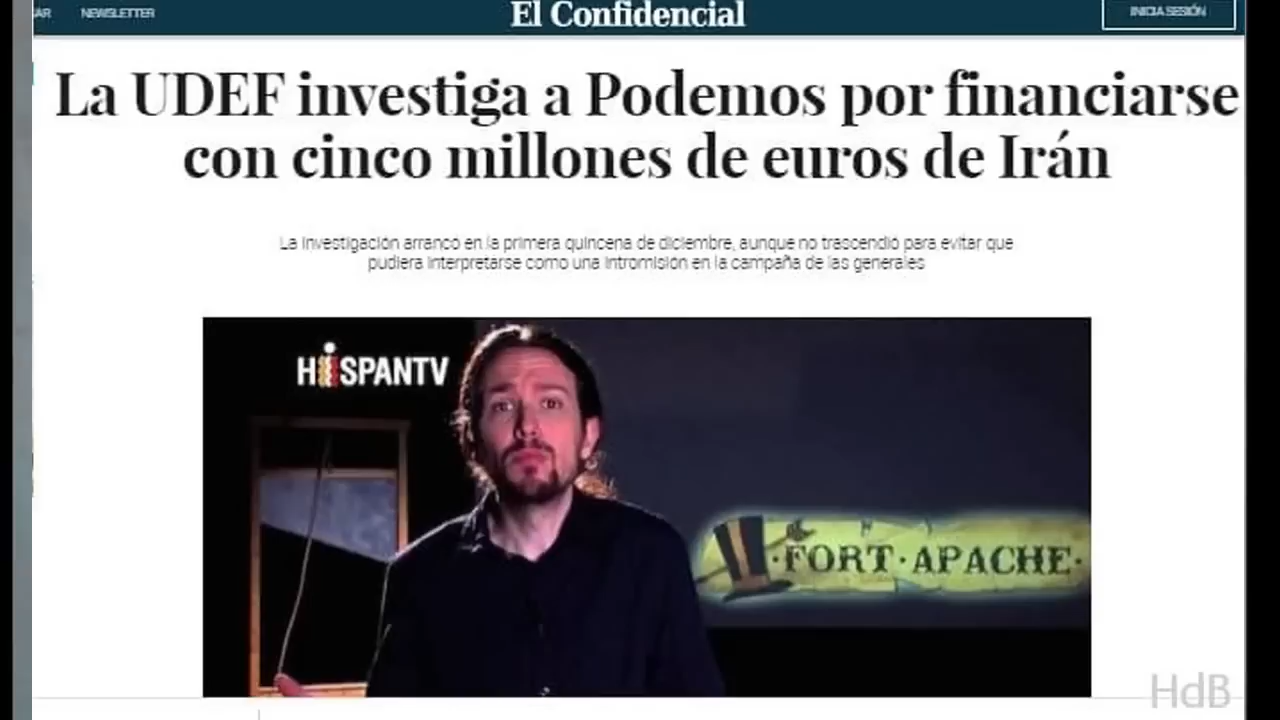 NEWSLETTER
El Confidencial
INICIA SESIÓN
La UDEF investiga a Podemos por financiarse
con cinco millones de euros de Irán
La investigación arrancó en la primera quincena de diciembre, aunque no trascendió para evitar que
pudiera interpretarse como una intromisión en la campaña de las generales
HISPANTV
·FORT·APACHE·
HdB